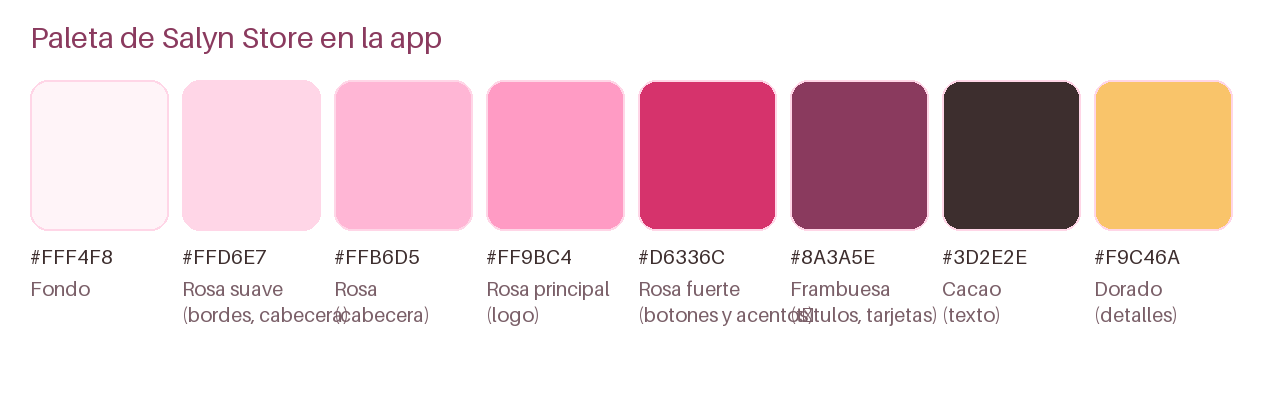 Paleta de Salyn Store en la app
#FFF4F8
Fondo
#FFD6E7
Rosa suave
(bordes, cabecera)
#FFB6D5
Rosa
(cabecera)
#FF9BC4
Rosa principal
(logo)
#D6336C
Rosa fuerte
(botones y acentos)
#8A3A5E
Frambuesa
(títulos, tarjetas)
#3D2E2E
Cacao
(texto)
#F9C46A
Dorado
(detalles)